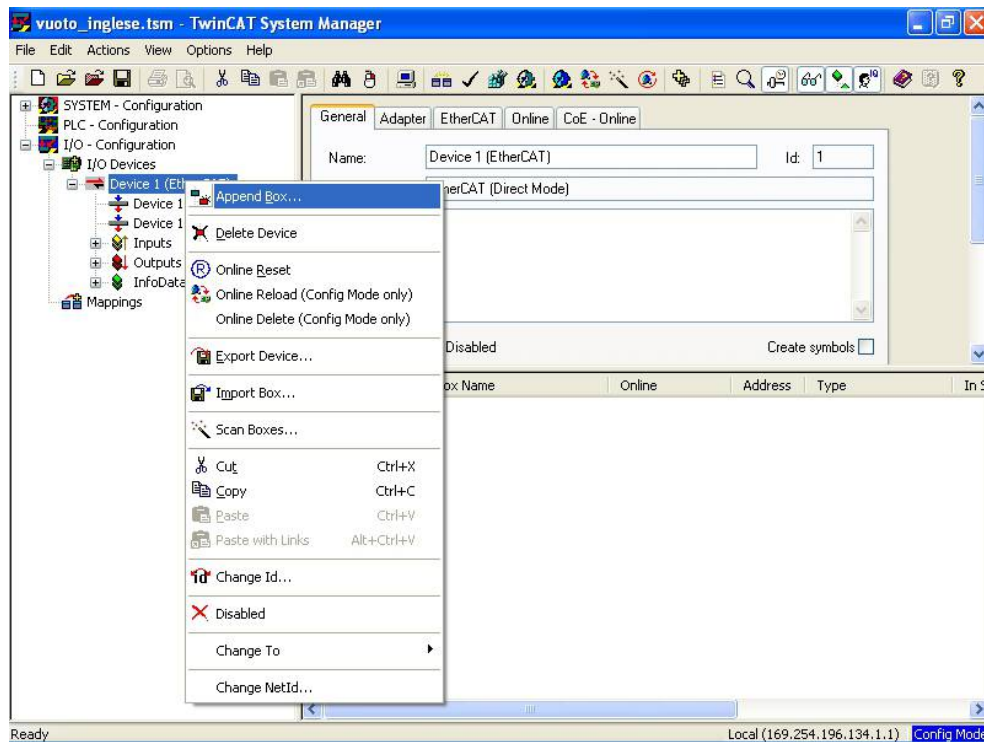 vuoto_inglese.tsm - TwinCAT System Manager
File Edit Actions View Options Help
SYSTEM - Configuration
PLC - Configuration
I/O - Configuration
I/O Devices
Device 1 (EtherCAT)
Device 1
Device 1
Inputs
Outputs
InfoData
Mappings
General Adapter EtherCAT Online CoE - Online
Name: Device 1 (EtherCAT) Id: 1
herCAT (Direct Mode)
Disabled Create symbols
ox Name Online Address Type In S
Append Box...
Delete Device
Online Reset
Online Reload (Config Mode only)
Online Delete (Config Mode only)
Export Device...
Import Box...
Scan Boxes...
Cut Ctrl+X
Copy Ctrl+C
Paste Ctrl+V
Paste with Links Alt+Ctrl+V
Change Id...
Disabled
Change To
Change NetId...
Ready Local (169.254.196.134.1.1) Config Mode